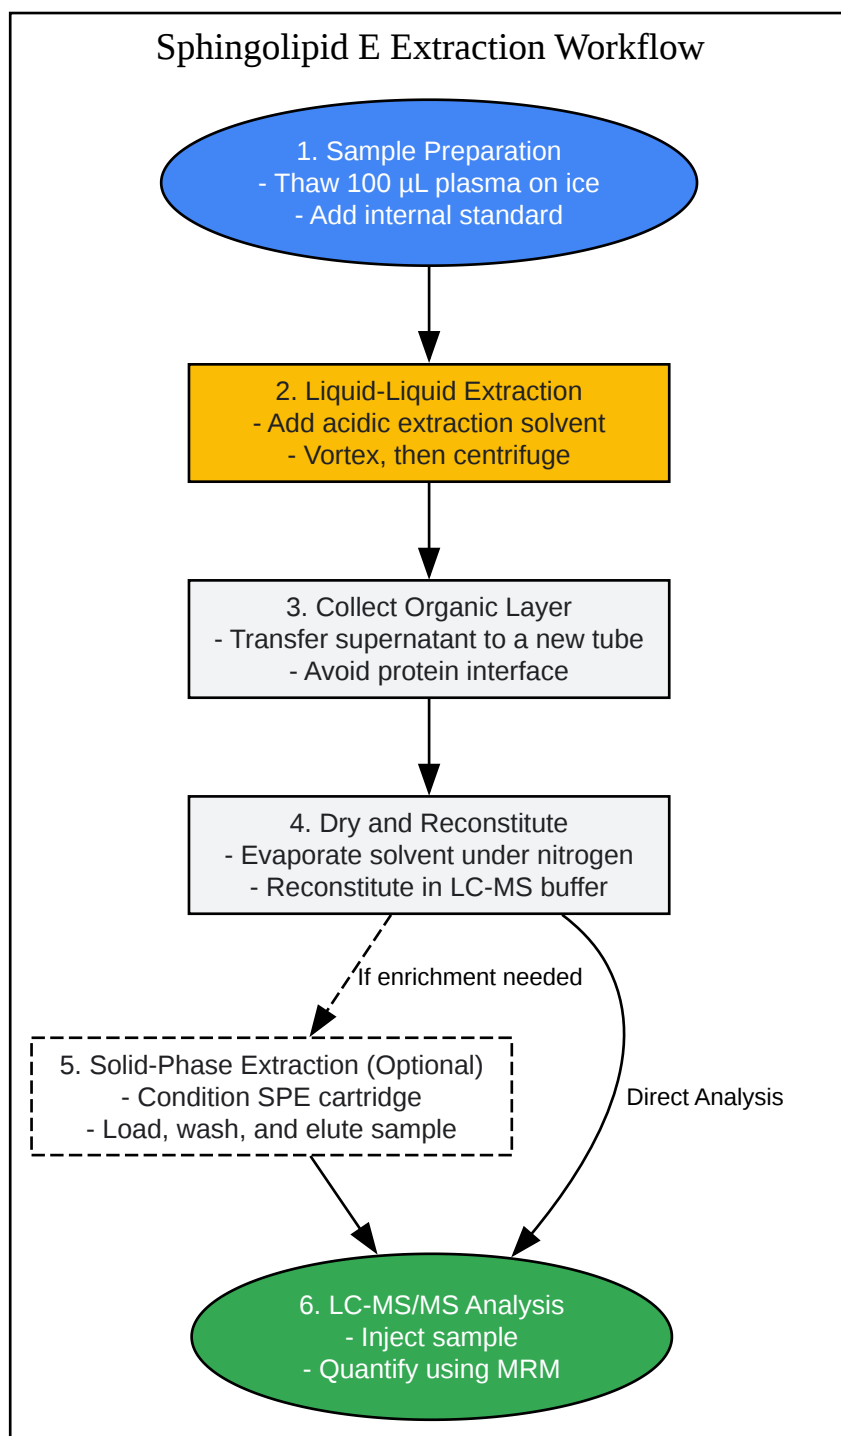 Sphingolipid E Extraction Workflow
1. Sample Preparation
- Thaw 100 µL plasma on ice
- Add internal standard
2. Liquid-Liquid Extraction
- Add acidic extraction solvent
- Vortex, then centrifuge
3. Collect Organic Layer
- Transfer supernatant to a new tube
- Avoid protein interface
4. Dry and Reconstitute
- Evaporate solvent under nitrogen
- Reconstitute in LC-MS buffer
If enrichment needed
5. Solid-Phase Extraction (Optional)
- Condition SPE cartridge
- Load, wash, and elute sample
Direct Analysis
6. LC-MS/MS Analysis
- Inject sample
- Quantify using MRM